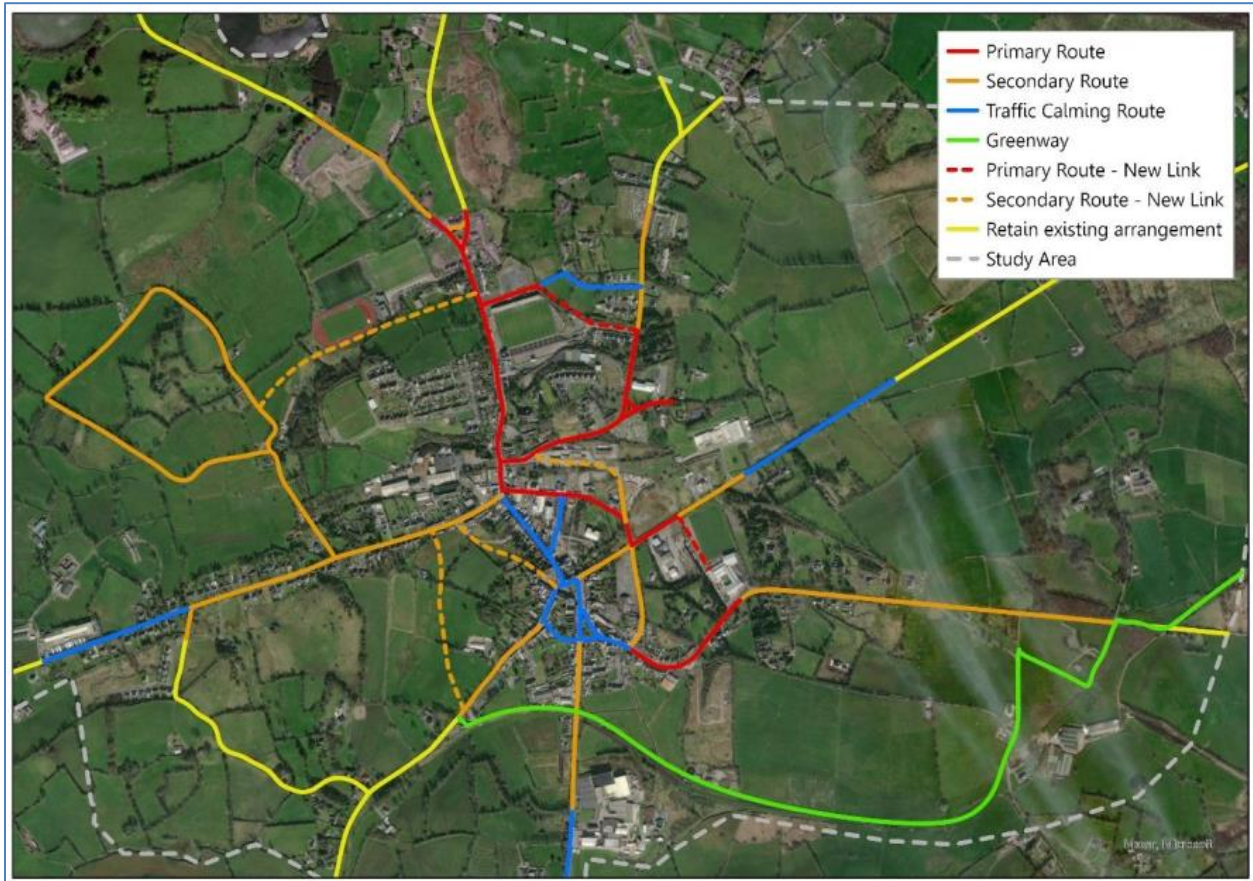 Primary Route
Secondary Route
Traffic Calming Route
Greenway
Primary Route - New Link
Secondary Route - New Link
Retain existing arrangement
Study Area